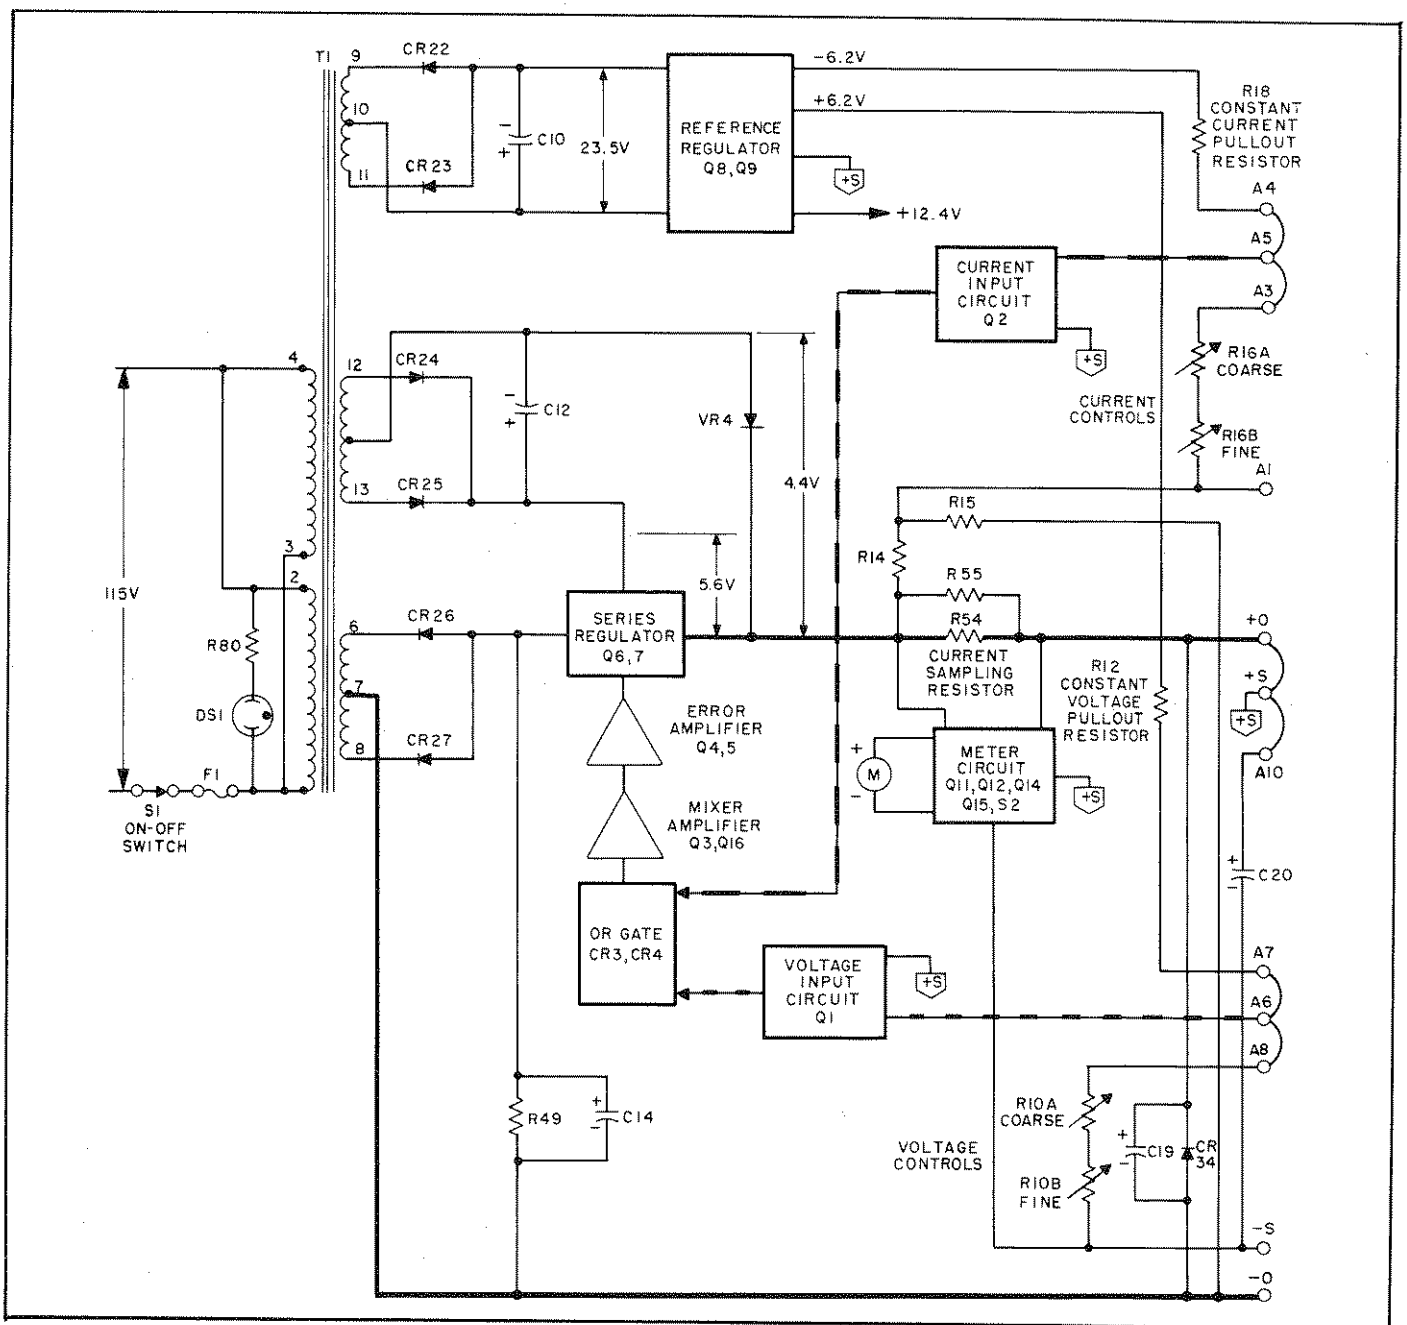 T1
9
CR22
10
CR23
11
C10
−
+
23.5V
REFERENCE
REGULATOR
Q8,Q9
−6.2V
+6.2V
+S
+12.4V
R18
CONSTANT
CURRENT
PULLOUT
RESISTOR
A4
A5
A3
CURRENT
INPUT
CIRCUIT
Q2
+S
R16A
COARSE
CURRENT
CONTROLS
R16B
FINE
A1
4
12
CR24
−
+
C12
VR4
4.4V
13
CR25
3
2
115V
R80
DS1
F1
S1
ON-OFF
SWITCH
5.6V
R15
R14
R55
R54
CURRENT
SAMPLING
RESISTOR
6
CR26
7
8
CR27
SERIES
REGULATOR
Q6,7
ERROR
AMPLIFIER
Q4,5
MIXER
AMPLIFIER
Q3,Q16
OR GATE
CR3,CR4
+
M
−
METER
CIRCUIT
Q11,Q12,Q14
Q15,S2
+S
R12
CONSTANT
VOLTAGE
PULLOUT
RESISTOR
+O
+S
+S
A10
+
−
C20
VOLTAGE
INPUT
CIRCUIT
Q1
+S
A7
A6
A8
R49
+
−
C14
VOLTAGE
CONTROLS
R10A
COARSE
R10B
FINE
+
−
C19
CR
34
−S
−O